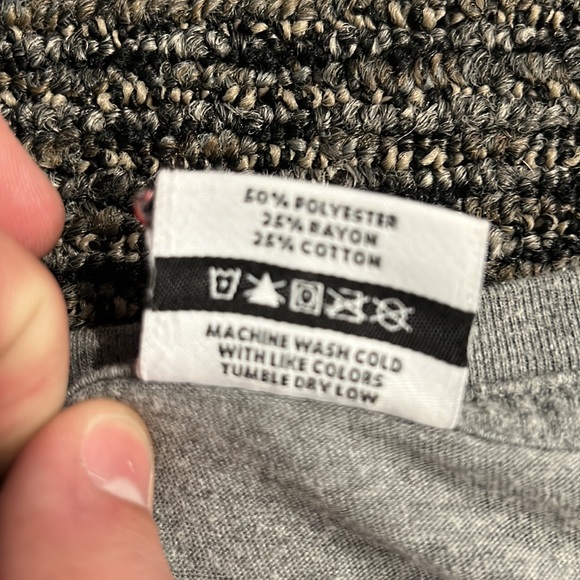 50% POLYESTER
25% RAYON
25% COTTON
MACHINE WASH COLD
WITH LIKE COLORS
TUMBLE DRY LOW